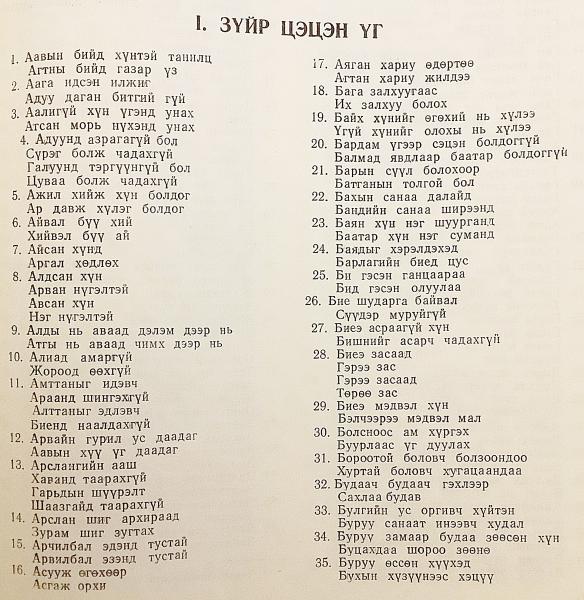 I. ЗҮЙР ЦЭЦЭН ҮГ
1. Аавын бийд хүнтэй танилц
Агтны бийд газар үз
2. Аага идсэн илжиг
Адуу даган битгий гүй
3. Аалигүй хүн үгэнд унах
Агсан морь нүхэнд унах
4. Адуунд азрагагүй бол
Сүрэг болж чадахгүй
Галуунд тэргүүнгүй бол
Цуваа болж чадахгүй
5. Ажил хийж хүн болдог
Ар давж хүлэг болдог
6. Айвал бүү хий
Хийвэл бүү ай
7. Айсан хүнд
Аргал хөдлөх
8. Алдсан хүн
Арван нүгэлтэй
Авсан хүн
Нэг нүгэлтэй
9. Алды нь аваад дэлэм дээр нь
Атгы нь аваад чимх дээр нь
10. Алиад амаргүй
Жороод өөхгүй
11. Амттаныг идэвч
Араанд шингэхгүй
Алттаныг эдлэвч
Биенд наалдахгүй
12. Арвайн гурил ус даадаг
Аавын хүү үг даадаг
13. Арслангийн ааш
Хаванд таарахгүй
Гарьдын шүүрэлт
Шаазгайд таарахгүй
14. Арслан шиг архираад
Зурам шиг зугтах
15. Арчилбал эдэнд тустай
Арвилбал эзэнд тустай
16. Асууж өгөхөөр
Асгаж орхи
17. Аяган хариу өдөртөө
Агтан хариу жилдээ
18. Бага залхуугаас
Их залхуу болох
19. Байх хүнийг өгөхий нь хүлээ
Үгүй хүнийг олохы нь хүлээ
20. Бардам үгээр сэцэн болдоггүй
Балмад явдлаар баатар болдоггүй
21. Барын сүүл болохоор
Батганын толгой бол
22. Бахын санаа далайд
Бандийн санаа ширээнд
23. Баян хүн нэг шуурганд
Баатар хүн нэг суманд
24. Баядыг хэрэлдэхэд
Барлагийн биед цус
25. Би гэсэн ганцаараа
Бид гэсэн олуулаа
26. Бие шударга байвал
Сүүдэр муруйгүй
27. Биеэ асраагүй хүн
Бишнийг асарч чадахгүй
28. Биеэ засаад
Гэрээ зас
Гэрээ засаад
Төрөө зас
29. Биеэ мэдвэл хүн
Бэлчээрээ мэдвэл мал
30. Болсноос ам хүргэх
Буурлаас үг дуулах
31. Бороотой боловч болзоондоо
Хуртай боловч хугацаандаа
32. Будаач будаач гэхлээр
Сахлаа будав
33. Булгийн ус оргивч хүйтэн
Буруу санаат инээвч худал
34. Буруу замаар будаа зөөсөн хүн
Буцахдаа шороо зөөнө
35. Буруу өссөн хүүхэд
Бухын хүзүүнээс хэцүү